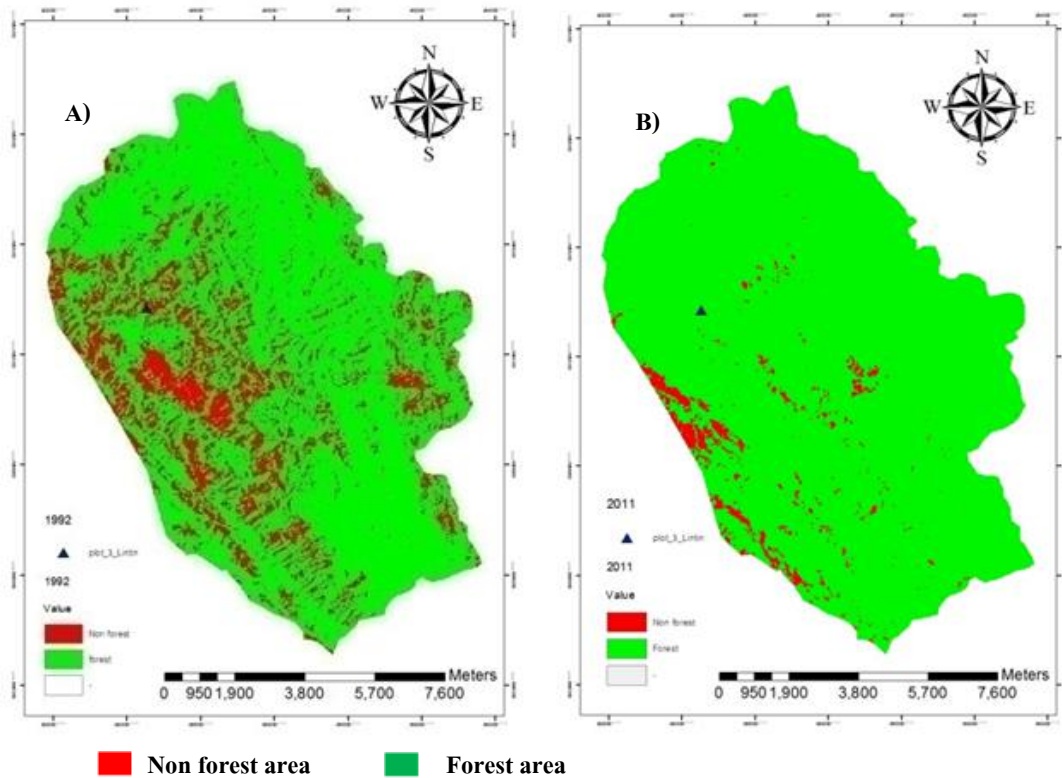 A)
N
W E
S
1992
plot_3_Lintin
1992
Value
Non forest
forest
-
Meters
0 950 1,900 3,800 5,700 7,600
B)
N
W E
S
2011
plot_3_Lintin
2011
Value
Non forest
Forest
-
Meters
0 950 1,900 3,800 5,700 7,600
Non forest area Forest area